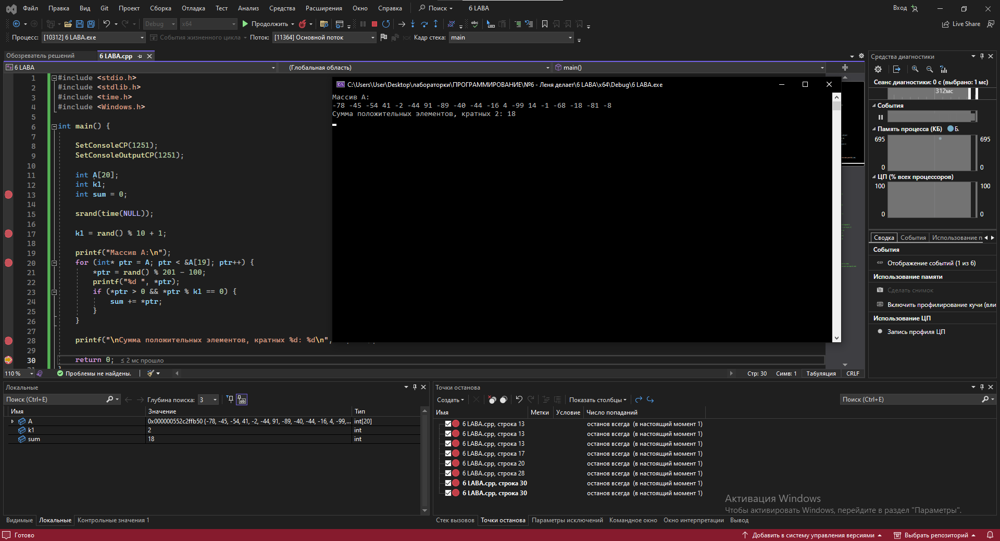 Файл Правка Вид Git Проект Сборка Отладка Тест Анализ Средства Расширения Окно Справка Поиск 6 LABA Вход
Debug x64 Продолжить Live Share
Процесс: [10312] 6 LABA.exe События жизненного цикла Поток: [11364] Основной поток Кадр стека: main
Обозреватель решений 6 LABA.cpp
6 LABA (Глобальная область) main()
1 #include <stdio.h>
2 #include <stdlib.h>
3 #include <time.h>
4 #include <Windows.h>
5
6 int main() {
7
8 SetConsoleCP(1251);
9 SetConsoleOutputCP(1251);
10
11 int A[20];
12 int k1;
13 int sum = 0;
14
15 srand(time(NULL));
16
17 k1 = rand() % 10 + 1;
18
19 printf("Массив A:\n");
20 for (int* ptr = A; ptr < &A[19]; ptr++) {
21 *ptr = rand() % 201 - 100;
22 printf("%d ", *ptr);
23 if (*ptr > 0 && *ptr % k1 == 0) {
24 sum += *ptr;
25 }
26 }
27
28 printf("\nСумма положительных элементов, кратных %d: %d\n",
29
30 return 0; ≤ 2 мс прошло
C:\Users\User\Desktop\лабораторки\ПРОГРАММИРОВАНИЕ\№6 - Леня делает\6 LABA\x64\Debug\6 LABA.exe
Массив A:
-78 -45 -54 41 -2 -44 91 -89 -40 -44 -16 4 -99 14 -1 -68 -18 -81 -8
Сумма положительных элементов, кратных 2: 18
110 % Проблемы не найдены. Стр: 30 Симв: 1 Табуляция CRLF
Средства диагностики
Сеанс диагностики: 0 с (выбрано: 1 мс)
312мс
События
Память процесса (КБ) Б.
695 695
0 0
ЦП (% всех процессоров)
100 100
0 0
Сводка События Использование п
События
Отображение событий (1 из 6)
Использование памяти
Сделать снимок
Включить профилирование кучи (вли
Использование ЦП
Запись профиля ЦП
Локальные
Поиск (Ctrl+E) Глубина поиска: 3
Имя Значение Тип
A 0x000000552c2ffb50 {-78, -45, -54, 41, -2, -44, 91, -89, -40, -44, -16, 4, -99,... int[20]
k1 2 int
sum 18 int
Видимые Локальные Контрольные значения 1
Точки останова
Создать Показать столбцы Поиск (Ctrl+E)
Имя Метки Условие Число попаданий
6 LABA.cpp, строка 13 останов всегда (в настоящий момент 1)
6 LABA.cpp, строка 13 останов всегда (в настоящий момент 1)
6 LABA.cpp, строка 13 останов всегда (в настоящий момент 1)
6 LABA.cpp, строка 17 останов всегда (в настоящий момент 1)
6 LABA.cpp, строка 20 останов всегда (в настоящий момент 1)
6 LABA.cpp, строка 28 останов всегда (в настоящий момент 1)
6 LABA.cpp, строка 30 останов всегда (в настоящий момент 1)
6 LABA.cpp, строка 30 останов всегда (в настоящий момент 1)
Активация Windows
Чтобы активировать Windows, перейдите в раздел "Параметры".
Стек вызовов Точки останова Параметры исключений Командное окно Окно интерпретации Вывод
Готово Добавить в систему управления версиями Выбрать репозиторий